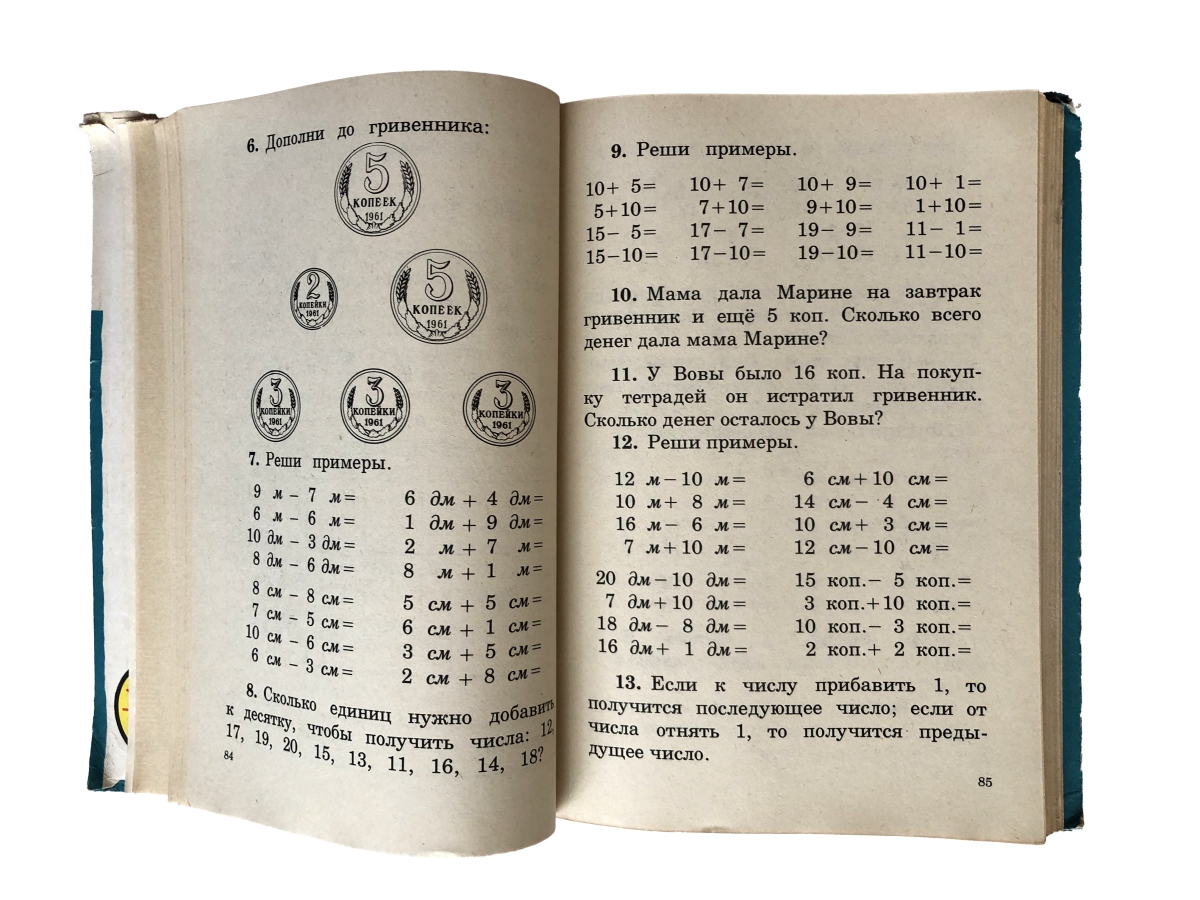 6. Дополни до гривенника:
5
КОПЕЕК
1961
2
КОПЕЙКИ
1961
5
КОПЕЕК
1961
3
КОПЕЙКИ
1961
3
КОПЕЙКИ
1961
3
КОПЕЙКИ
1961
7. Реши примеры.
9 м – 7 м= 6 дм + 4 дм=
6 м – 6 м= 1 дм + 9 дм=
10 дм – 3 дм= 2 м + 7 м=
8 дм – 6 дм= 8 м + 1 м=
8 см – 8 см= 5 см + 5 см=
7 см – 5 см= 6 см + 1 см=
10 см – 6 см= 3 см + 5 см=
6 см – 3 см= 2 см + 8 см=
8. Сколько единиц нужно добавить
к десятку, чтобы получить числа: 12,
17, 19, 20, 15, 13, 11, 16, 14, 18?
84
9. Реши примеры.
10+ 5= 10+ 7= 10+ 9= 10+ 1=
5+10= 7+10= 9+10= 1+10=
15– 5= 17– 7= 19– 9= 11– 1=
15–10= 17–10= 19–10= 11–10=
10. Мама дала Марине на завтрак
гривенник и ещё 5 коп. Сколько всего
денег дала мама Марине?
11. У Вовы было 16 коп. На покуп-
ку тетрадей он истратил гривенник.
Сколько денег осталось у Вовы?
12. Реши примеры.
12 м–10 м= 6 см+10 см=
10 м+ 8 м= 14 см– 4 см=
16 м– 6 м= 10 см+ 3 см=
7 м+10 м= 12 см–10 см=
20 дм–10 дм= 15 коп.– 5 коп.=
7 дм+10 дм= 3 коп.+10 коп.=
18 дм– 8 дм= 10 коп.– 3 коп.=
16 дм+ 1 дм= 2 коп.+ 2 коп.=
13. Если к числу прибавить 1, то
получится последующее число; если от
числа отнять 1, то получится преды-
дущее число.
85